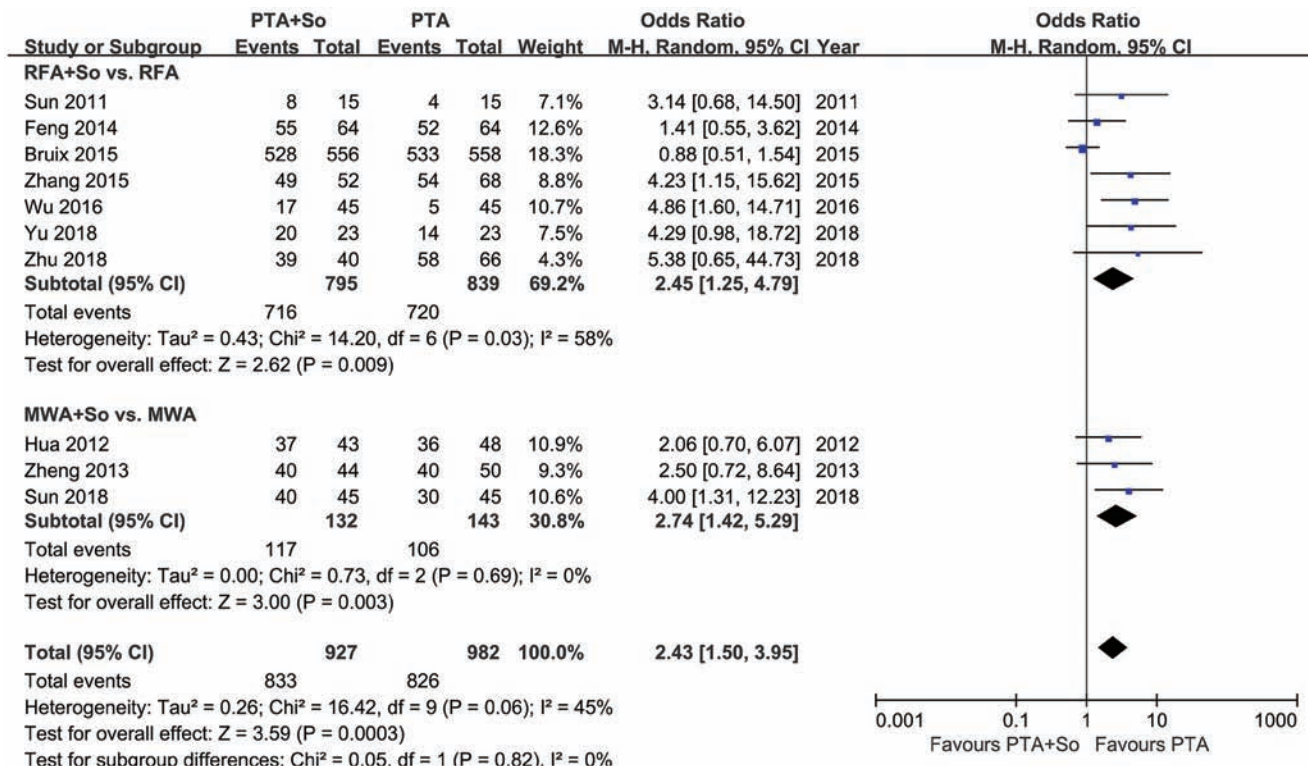 PTA+So PTA Odds Ratio Odds Ratio
Study or Subgroup Events Total Events Total Weight M-H, Random, 95% CI Year M-H, Random, 95% CI
RFA+So vs. RFA
Sun 2011 8 15 4 15 7.1% 3.14 [0.68, 14.50] 2011
Feng 2014 55 64 52 64 12.6% 1.41 [0.55, 3.62] 2014
Bruix 2015 528 556 533 558 18.3% 0.88 [0.51, 1.54] 2015
Zhang 2015 49 52 54 68 8.8% 4.23 [1.15, 15.62] 2015
Wu 2016 17 45 5 45 10.7% 4.86 [1.60, 14.71] 2016
Yu 2018 20 23 14 23 7.5% 4.29 [0.98, 18.72] 2018
Zhu 2018 39 40 58 66 4.3% 5.38 [0.65, 44.73] 2018
Subtotal (95% CI) 795 839 69.2% 2.45 [1.25, 4.79]
Total events 716 720
Heterogeneity: Tau² = 0.43; Chi² = 14.20, df = 6 (P = 0.03); I² = 58%
Test for overall effect: Z = 2.62 (P = 0.009)
MWA+So vs. MWA
Hua 2012 37 43 36 48 10.9% 2.06 [0.70, 6.07] 2012
Zheng 2013 40 44 40 50 9.3% 2.50 [0.72, 8.64] 2013
Sun 2018 40 45 30 45 10.6% 4.00 [1.31, 12.23] 2018
Subtotal (95% CI) 132 143 30.8% 2.74 [1.42, 5.29]
Total events 117 106
Heterogeneity: Tau² = 0.00; Chi² = 0.73, df = 2 (P = 0.69); I² = 0%
Test for overall effect: Z = 3.00 (P = 0.003)
Total (95% CI) 927 982 100.0% 2.43 [1.50, 3.95]
Total events 833 826
Heterogeneity: Tau² = 0.26; Chi² = 16.42, df = 9 (P = 0.06); I² = 45%
Test for overall effect: Z = 3.59 (P = 0.0003)
Test for subgroup differences: Chi² = 0.05, df = 1 (P = 0.82), I² = 0%
0.001 0.1 1 10 1000
Favours PTA+So Favours PTA